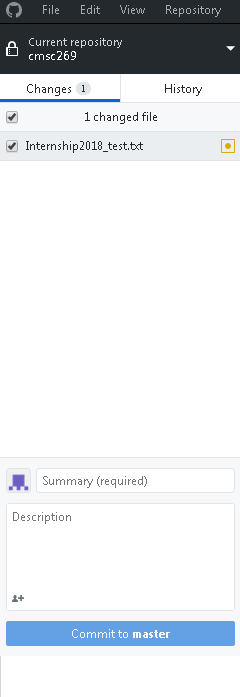 File Edit View Repository
Current repository
cmsc269
Changes 1 History
1 changed file
Internship2018_test.txt
Summary (required)
Description
Commit to master